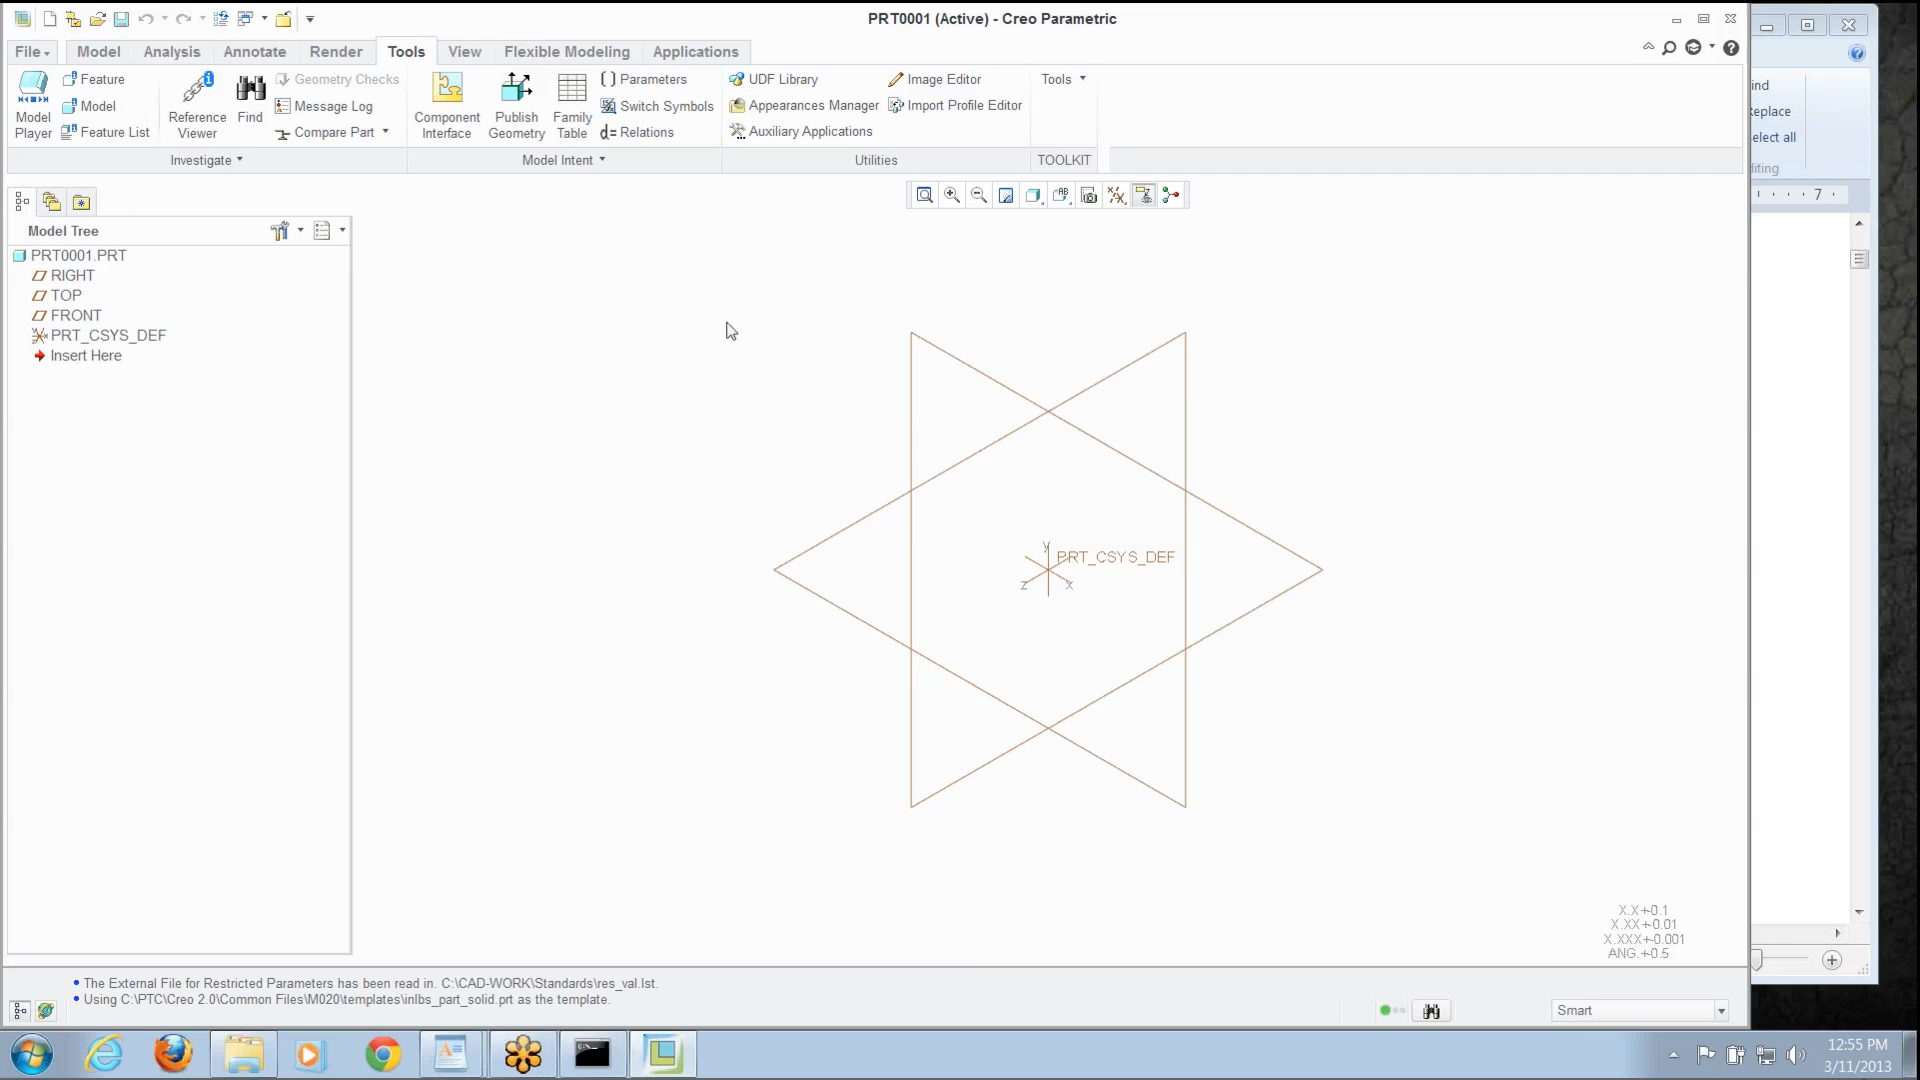 PRT0001 (Active) - Creo Parametric
File Model Analysis Annotate Render Tools View Flexible Modeling Applications
Model Player
Feature
Model
Feature List
Reference Viewer
Find
Geometry Checks
Message Log
Compare Part
Component Interface
Publish Geometry
Family Table
Parameters
Switch Symbols
d= Relations
UDF Library
Appearances Manager
Auxiliary Applications
Image Editor
Import Profile Editor
Tools
Investigate Model Intent Utilities TOOLKIT
Select all
7
Model Tree
PRT0001.PRT
RIGHT
TOP
FRONT
PRT_CSYS_DEF
Insert Here
Y
PRT_CSYS_DEF
Z X
X.X+-0.1
X.XX+-0.01
X.XXX+-0.001
ANG.+-0.5
The External File for Restricted Parameters has been read in. C:\CAD-WORK\Standards\res_val.lst.
Using C:\PTC\Creo 2.0\Common Files\M020\templates\inlbs_part_solid.prt as the template.
Smart
12:55 PM
3/11/2013